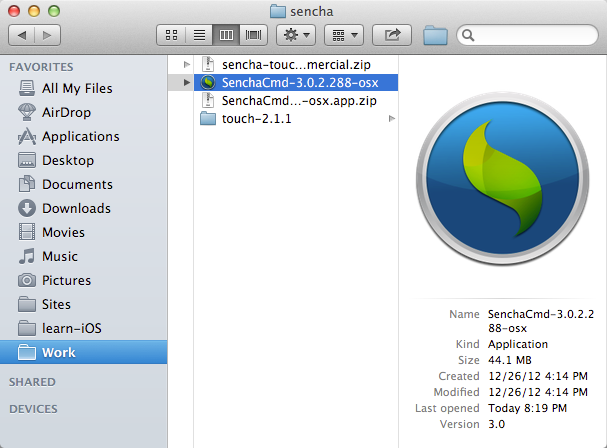 sencha
FAVORITES
All My Files
AirDrop
Applications
Desktop
Documents
Downloads
Movies
Music
Pictures
Sites
learn-iOS
Work
SHARED
DEVICES
sencha-touc...mercial.zip
SenchaCmd-3.0.2.288-osx
SenchaCmd...-osx.app.zip
touch-2.1.1
Name SenchaCmd-3.0.2.2
88-osx
Kind Application
Size 44.1 MB
Created 12/26/12 4:14 PM
Modified 12/26/12 4:14 PM
Last opened Today 8:19 PM
Version 3.0